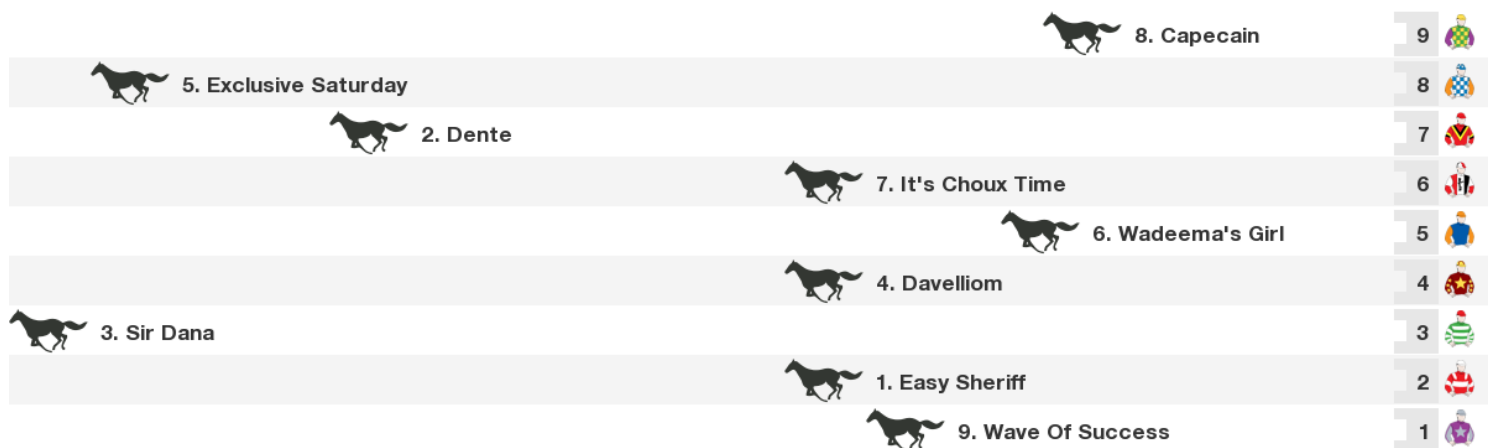 8. Capecain 9
5. Exclusive Saturday 8
2. Dente 7
7. It's Choux Time 6
6. Wadeema's Girl 5
4. Davelliom 4
3. Sir Dana 3
1. Easy Sheriff 2
9. Wave Of Success 1